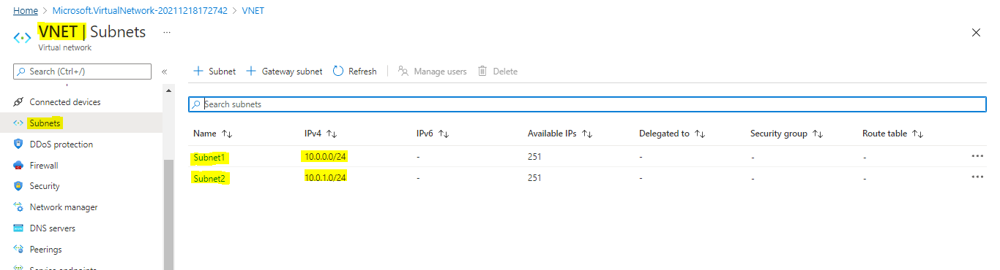 Home > Microsoft.VirtualNetwork-20211218172742 > VNET
VNET | Subnets ...
Virtual network
Search (Ctrl+/) «
+ Subnet + Gateway subnet Refresh Manage users Delete
Connected devices
Subnets
DDoS protection
Firewall
Security
Network manager
DNS servers
Peerings
Service endpoints
Search subnets
Name ↑↓ IPv4 ↑↓ IPv6 ↑↓ Available IPs ↑↓ Delegated to ↑↓ Security group ↑↓ Route table ↑↓
Subnet1 10.0.0.0/24 - 251 - - - ...
Subnet2 10.0.1.0/24 - 251 - - - ...